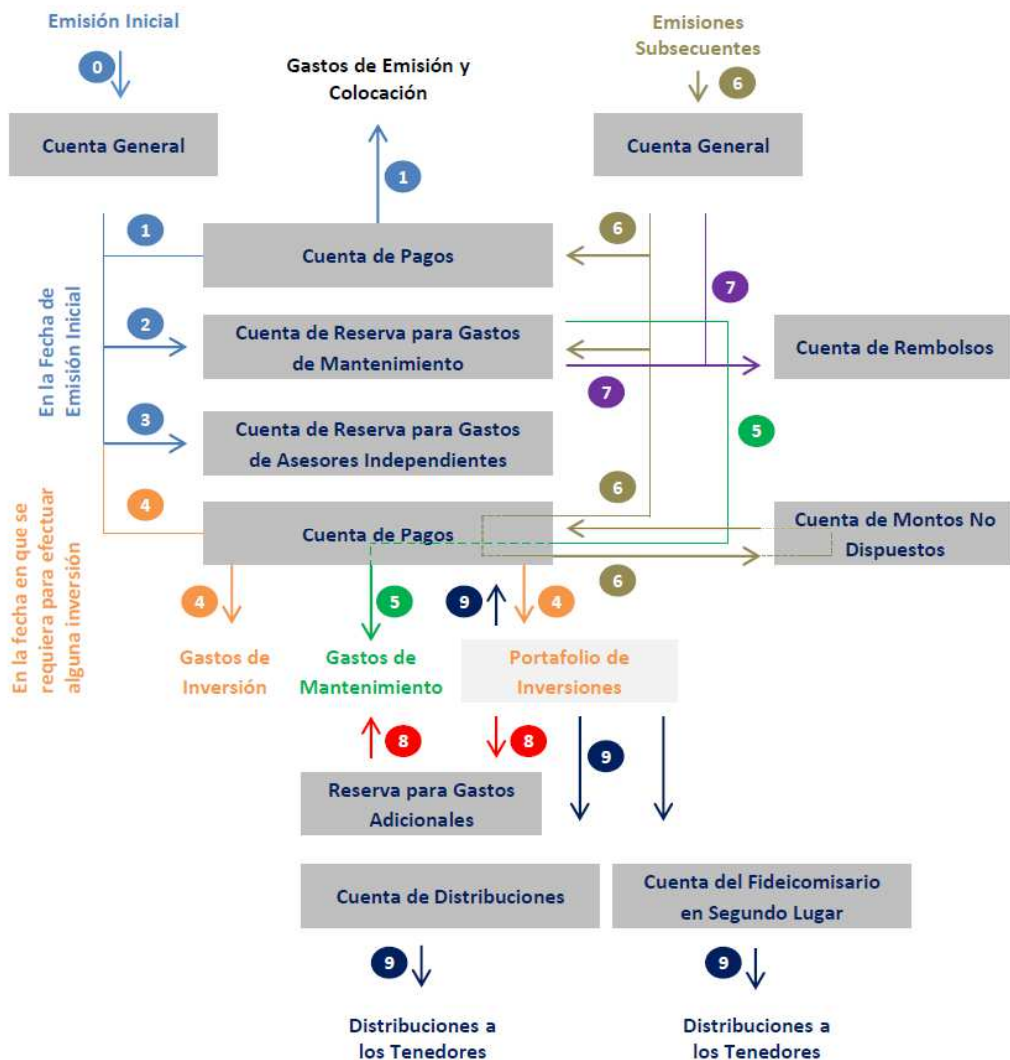 Emisión Inicial
0
Cuenta General
Gastos de Emisión y
Colocación
1
Emisiones
Subsecuentes
6
Cuenta General
1
Cuenta de Pagos
6
7
En la Fecha de
Emisión Inicial
2
Cuenta de Reserva para Gastos
de Mantenimiento
7
Cuenta de Rembolsos
3
Cuenta de Reserva para Gastos
de Asesores Independientes
5
6
En la fecha en que se
requiera para efectuar
alguna inversión
4
Cuenta de Pagos
Cuenta de Montos No
Dispuestos
6
4
5
9
4
Gastos de
Inversión
Gastos de
Mantenimiento
Portafolio de
Inversiones
8
8
9
Reserva para Gastos
Adicionales
Cuenta de Distribuciones
Cuenta del Fideicomisario
en Segundo Lugar
9
9
Distribuciones a
los Tenedores
Distribuciones a
los Tenedores